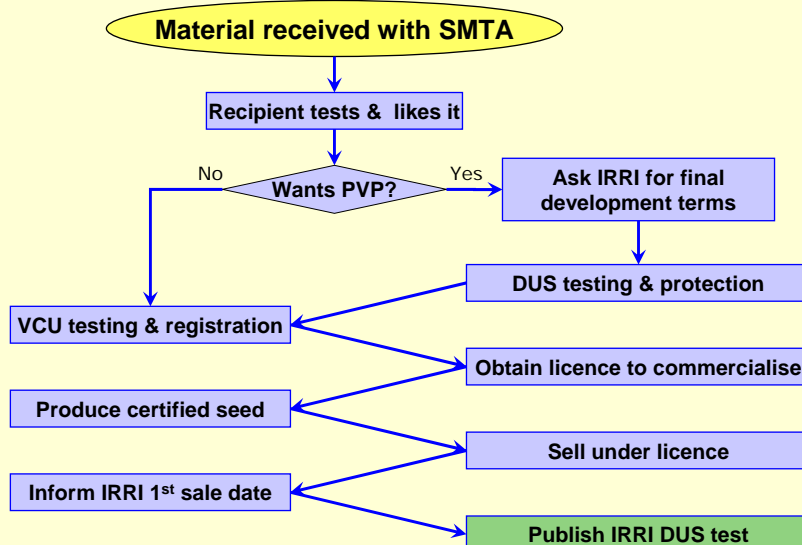 Material received with SMTA
Recipient tests & likes it
No
Wants PVP?
Yes
Ask IRRI for final
development terms
DUS testing & protection
VCU testing & registration
Obtain licence to commercialise
Produce certified seed
Sell under licence
Inform IRRI 1st sale date
Publish IRRI DUS test